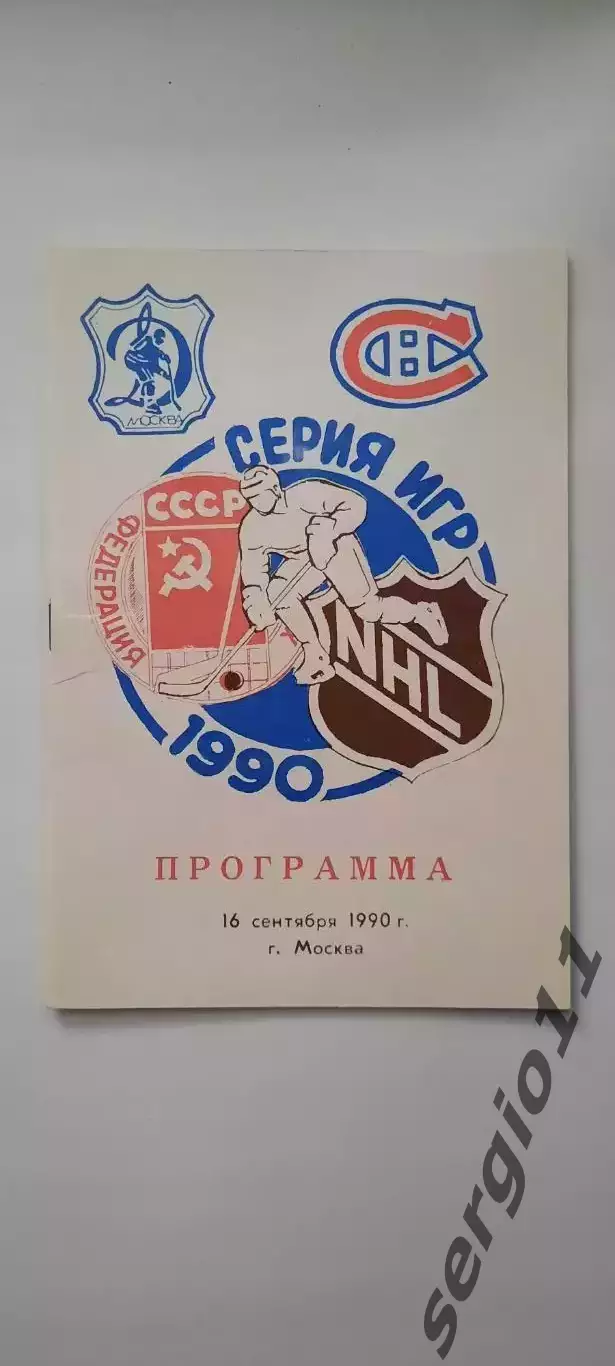 МОСКВА
СЕРИЯ ИГР
СССР
ФЕДЕРАЦИЯ
NHL
1990
ПРОГРАММА
16 сентября 1990 г.
г. Москва
sergio11